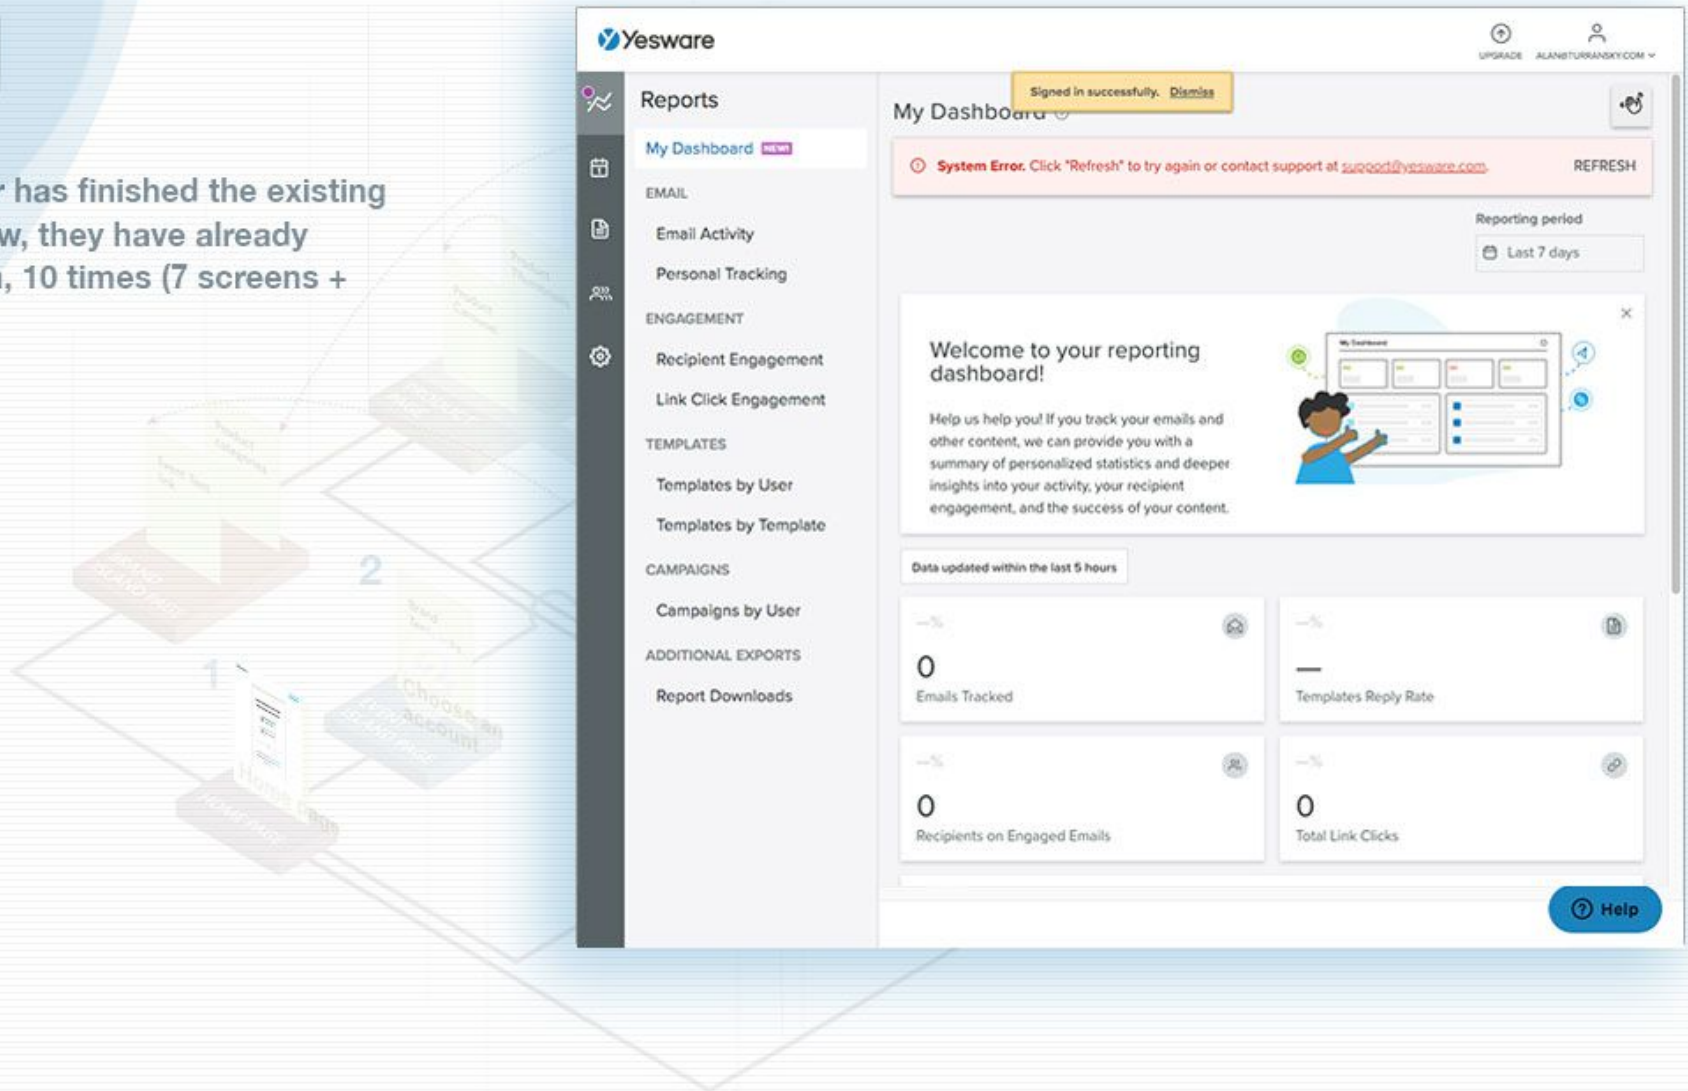 r has finished the existing
w, they have already
, 10 times (7 screens +
2
1
Choose an
account
Home page
Yesware
UPGRADE
Signed in successfully. Dismiss
Reports
My Dashboard NEW!
EMAIL
Email Activity
Personal Tracking
ENGAGEMENT
Recipient Engagement
Link Click Engagement
TEMPLATES
Templates by User
Templates by Template
CAMPAIGNS
Campaigns by User
ADDITIONAL EXPORTS
Report Downloads
My Dashboard
System Error. Click "Refresh" to try again or contact support at support@yesware.com.
REFRESH
Reporting period
Last 7 days
Welcome to your reporting
dashboard!
Help us help you! If you track your emails and
other content, we can provide you with a
summary of personalized statistics and deeper
insights into your activity, your recipient
engagement, and the success of your content.
My Dashboard
Data updated within the last 5 hours
—%
0
Emails Tracked
—%
—
Templates Reply Rate
—%
0
Recipients on Engaged Emails
—%
0
Total Link Clicks
Help